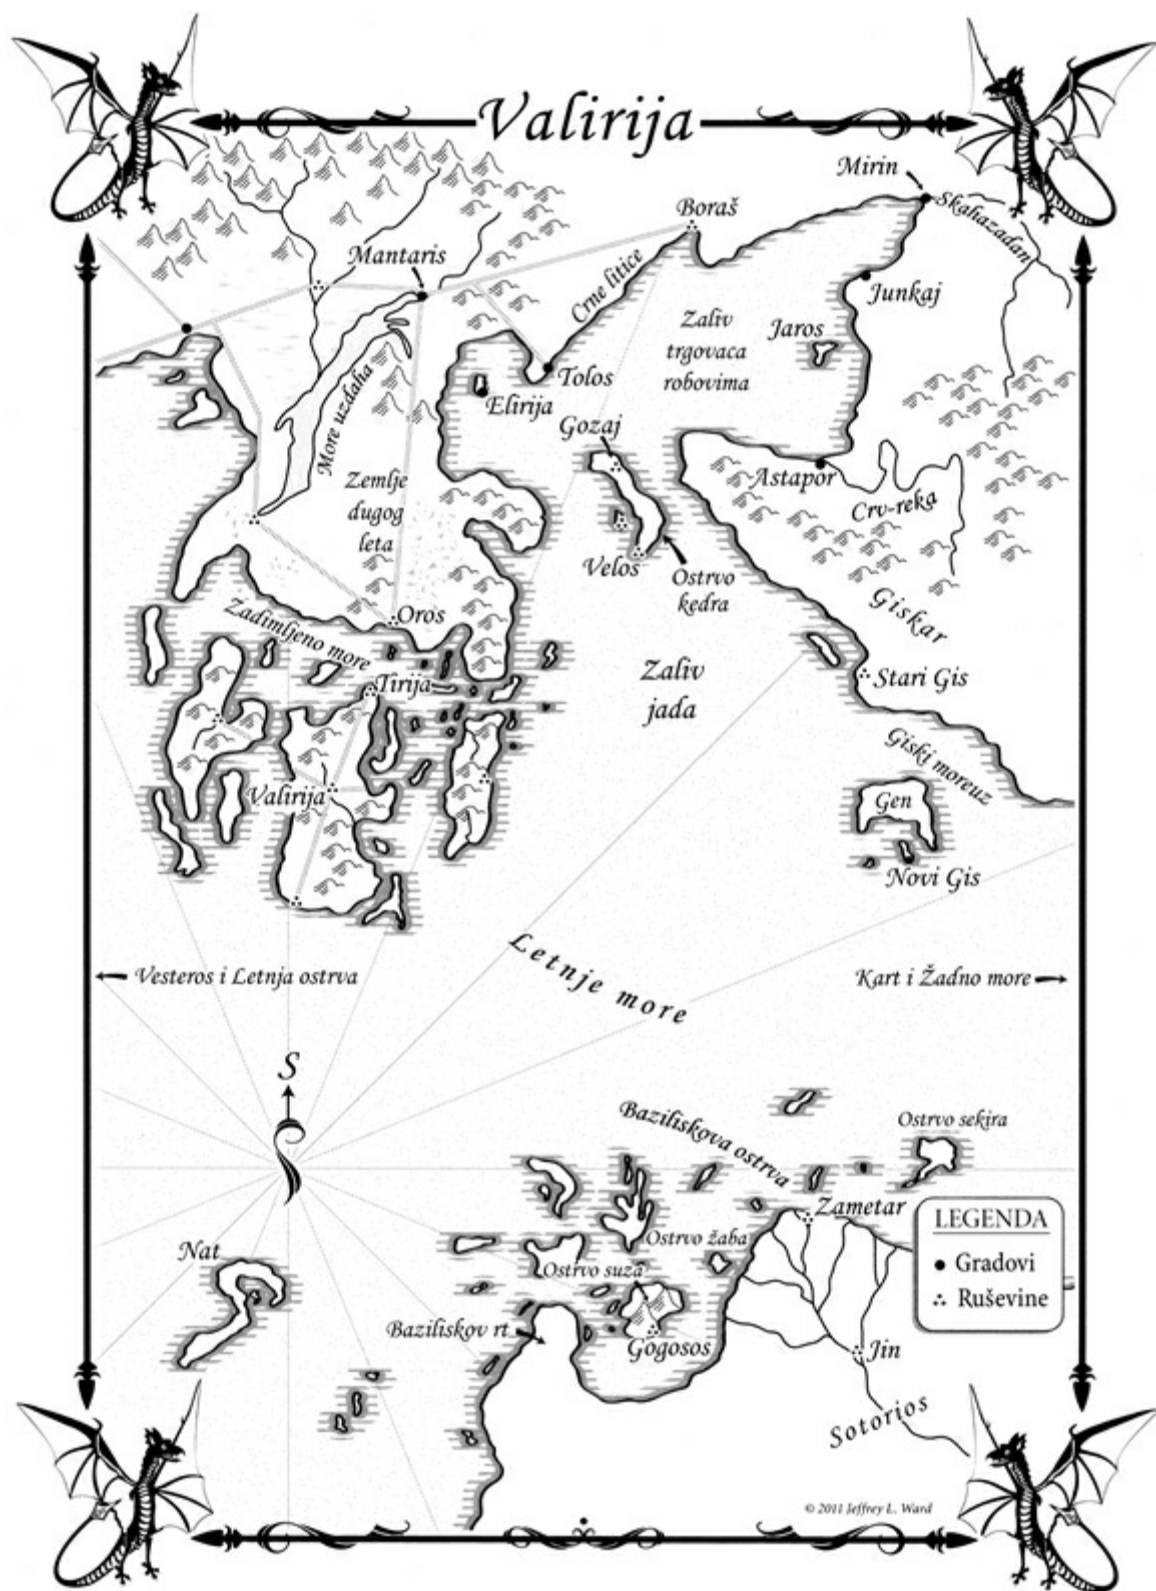 Valirija
Mirin
Skahazadan
Boraš
Mantaris
Crne litice
Junkaj
Zaliv
trgovaca
robovima
Jaros
Tolos
Elirija
More uzdaha
Gozaj
Astapor
Crv-reka
Zemlje
dugog
leta
Velos
Ostrvo
kedra
Giskar
Oros
Zadimljeno more
Zaliv
jada
Stari Gis
Tirija
Giski moreuz
Valirija
Gen
Novi Gis
Letnje more
Vesteros i Letnja ostrva
Kart i Žadno more
S
Baziliskova ostrva
Ostrvo sekira
Zametar
LEGENDA
Gradovi
Ruševine
Nat
Ostrvo žaba
Ostrvo suza
Baziliskov rt
Gogosos
Jin
Sotorios
© 2011 Jeffrey L. Ward